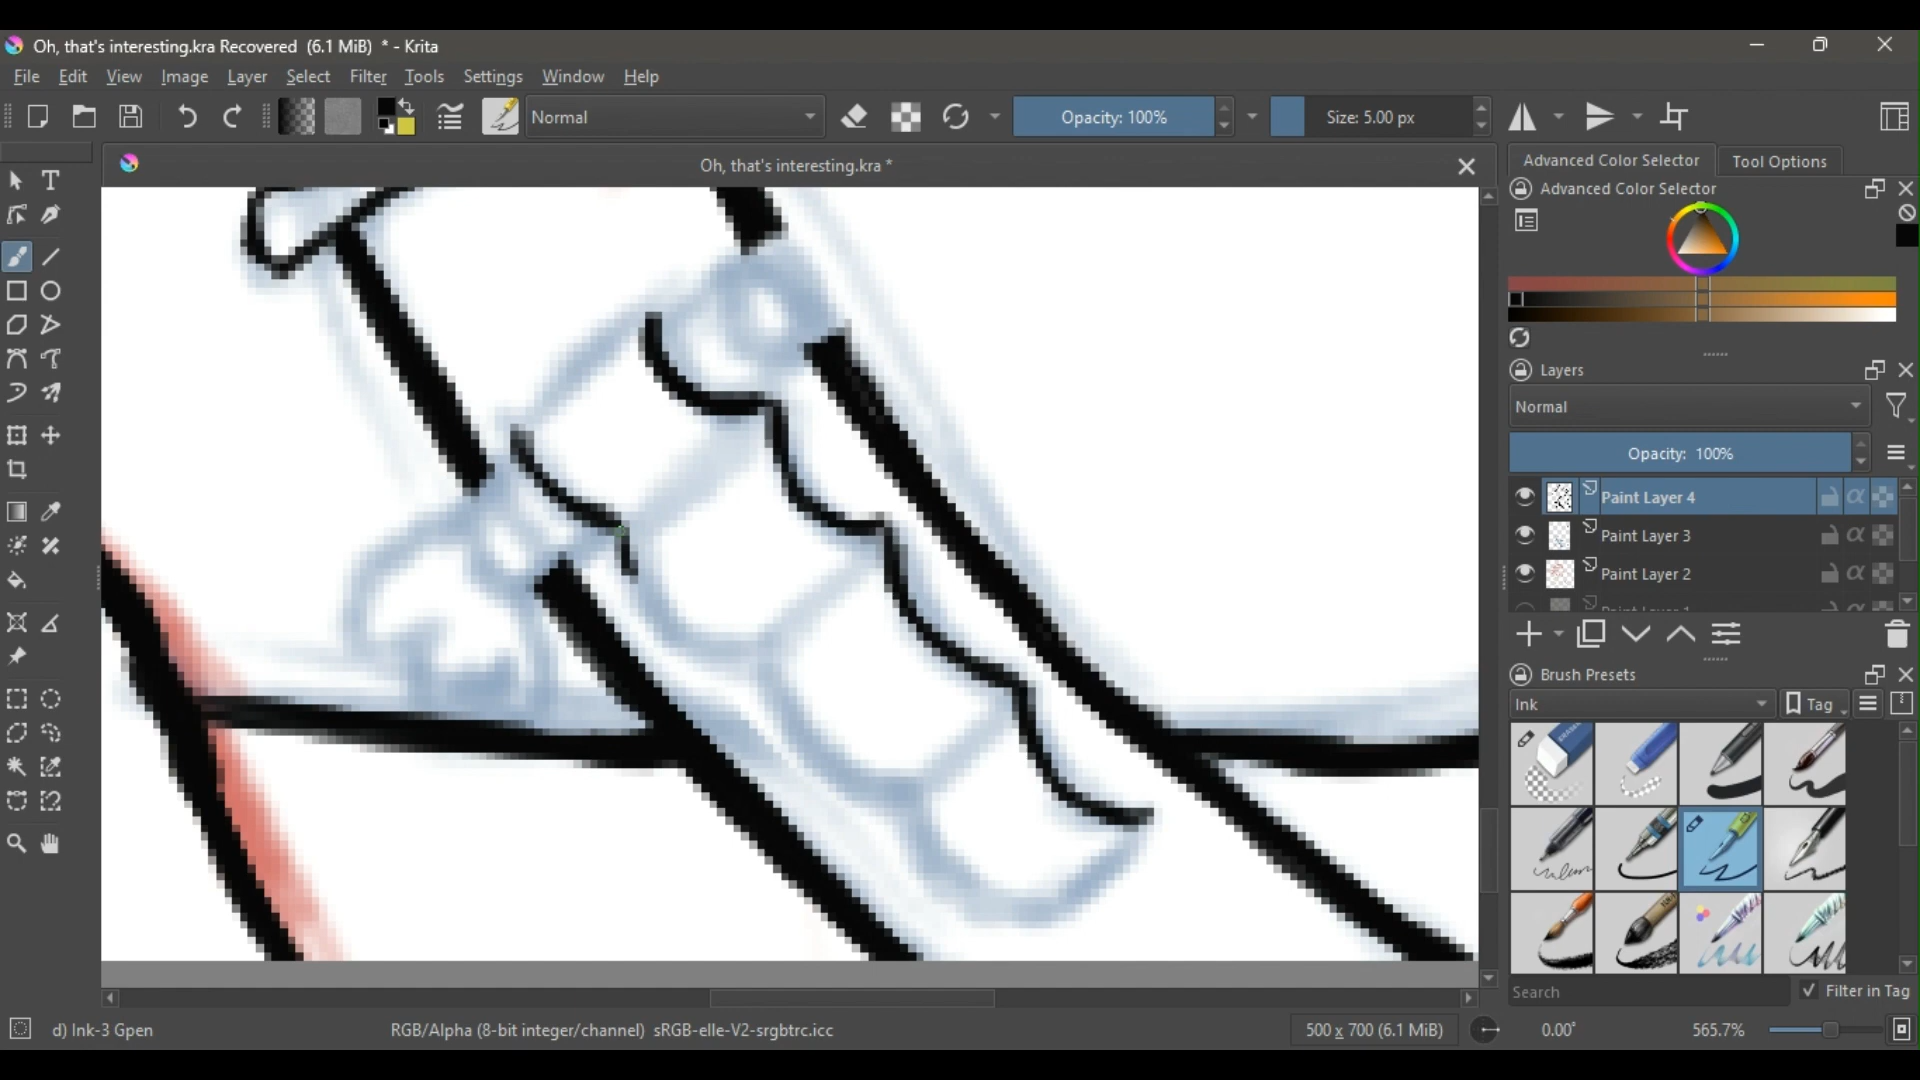 Oh, that's interesting.kra Recovered (6.1 MiB) * - Krita
File Edit View Image Layer Select Filter Tools Settings Window Help
Normal Opacity: 100% Size: 5.00 px
Oh, that's interesting.kra *
Advanced Color Selector Tool Options
Advanced Color Selector
Layers
Normal
Opacity: 100%
Paint Layer 4
Paint Layer 3
Paint Layer 2
Brush Presets
Ink Tag
Search Filter in Tag
d) Ink-3 Gpen RGB/Alpha (8-bit integer/channel) sRGB-elle-V2-srgbtrc.icc 500 x 700 (6.1 MiB) 0.00° 565.7%